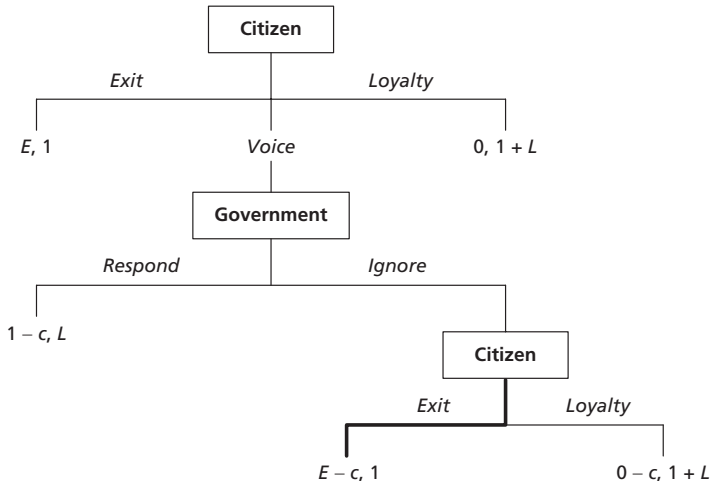 Citizen
Exit Loyalty
E, 1 Voice 0, 1 + L
Government
Respond Ignore
1 – c, L
Citizen
Exit Loyalty
E – c, 1 0 – c, 1 + L